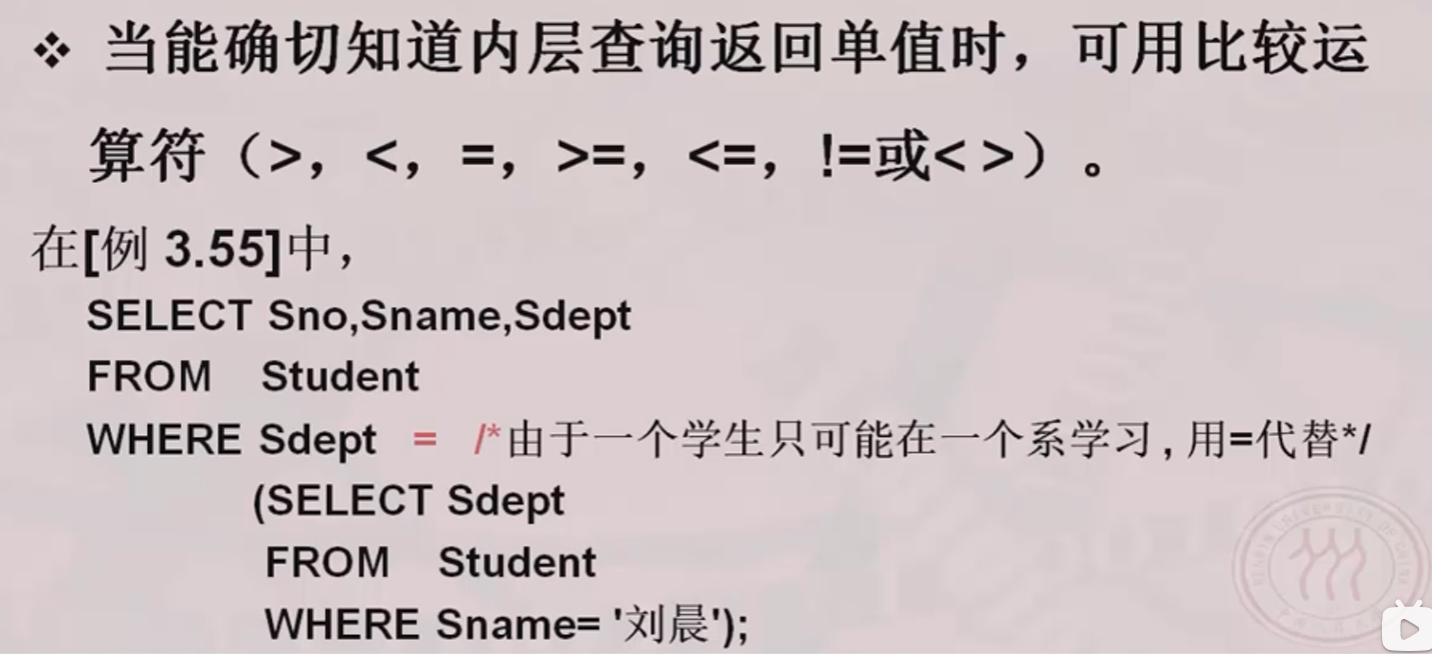 ❖ 当能确切知道内层查询返回单值时，可用比较运
算符（>，<，=，>=，<=，!=或< >）。
在[例 3.55]中，
SELECT Sno,Sname,Sdept
FROM Student
WHERE Sdept = /*由于一个学生只可能在一个系学习, 用=代替*/
(SELECT Sdept
FROM Student
WHERE Sname= '刘晨');